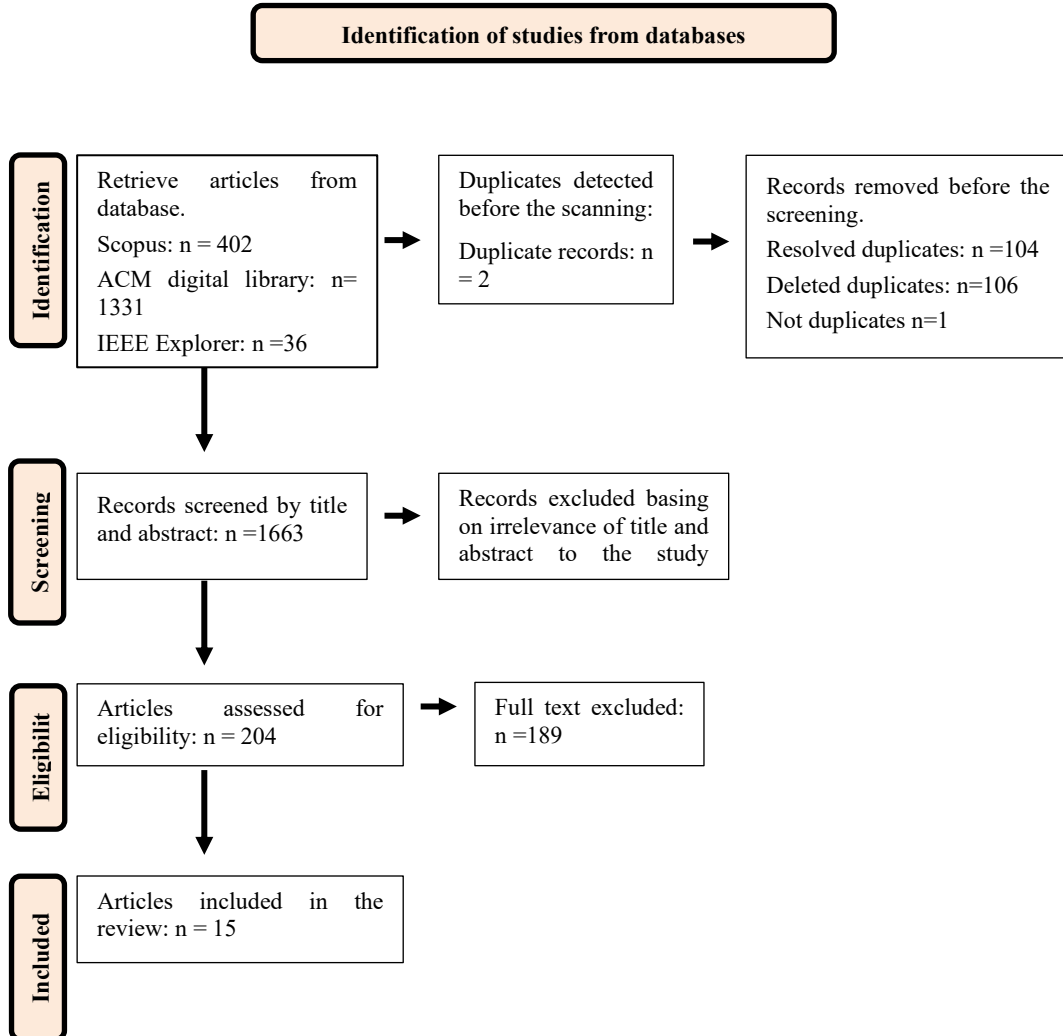 Identification of studies from databases
Identification
Retrieve articles from
database.
Scopus: n = 402
ACM digital library: n=
1331
IEEE Explorer: n =36
Duplicates detected
before the scanning:
Duplicate records: n
= 2
Records removed before the
screening.
Resolved duplicates: n =104
Deleted duplicates: n=106
Not duplicates n=1
Screening
Records screened by title
and abstract: n =1663
Records excluded basing
on irrelevance of title and
abstract to the study
Eligibilit
Articles assessed for
eligibility: n = 204
Full text excluded:
n =189
Included
Articles included in the
review: n = 15